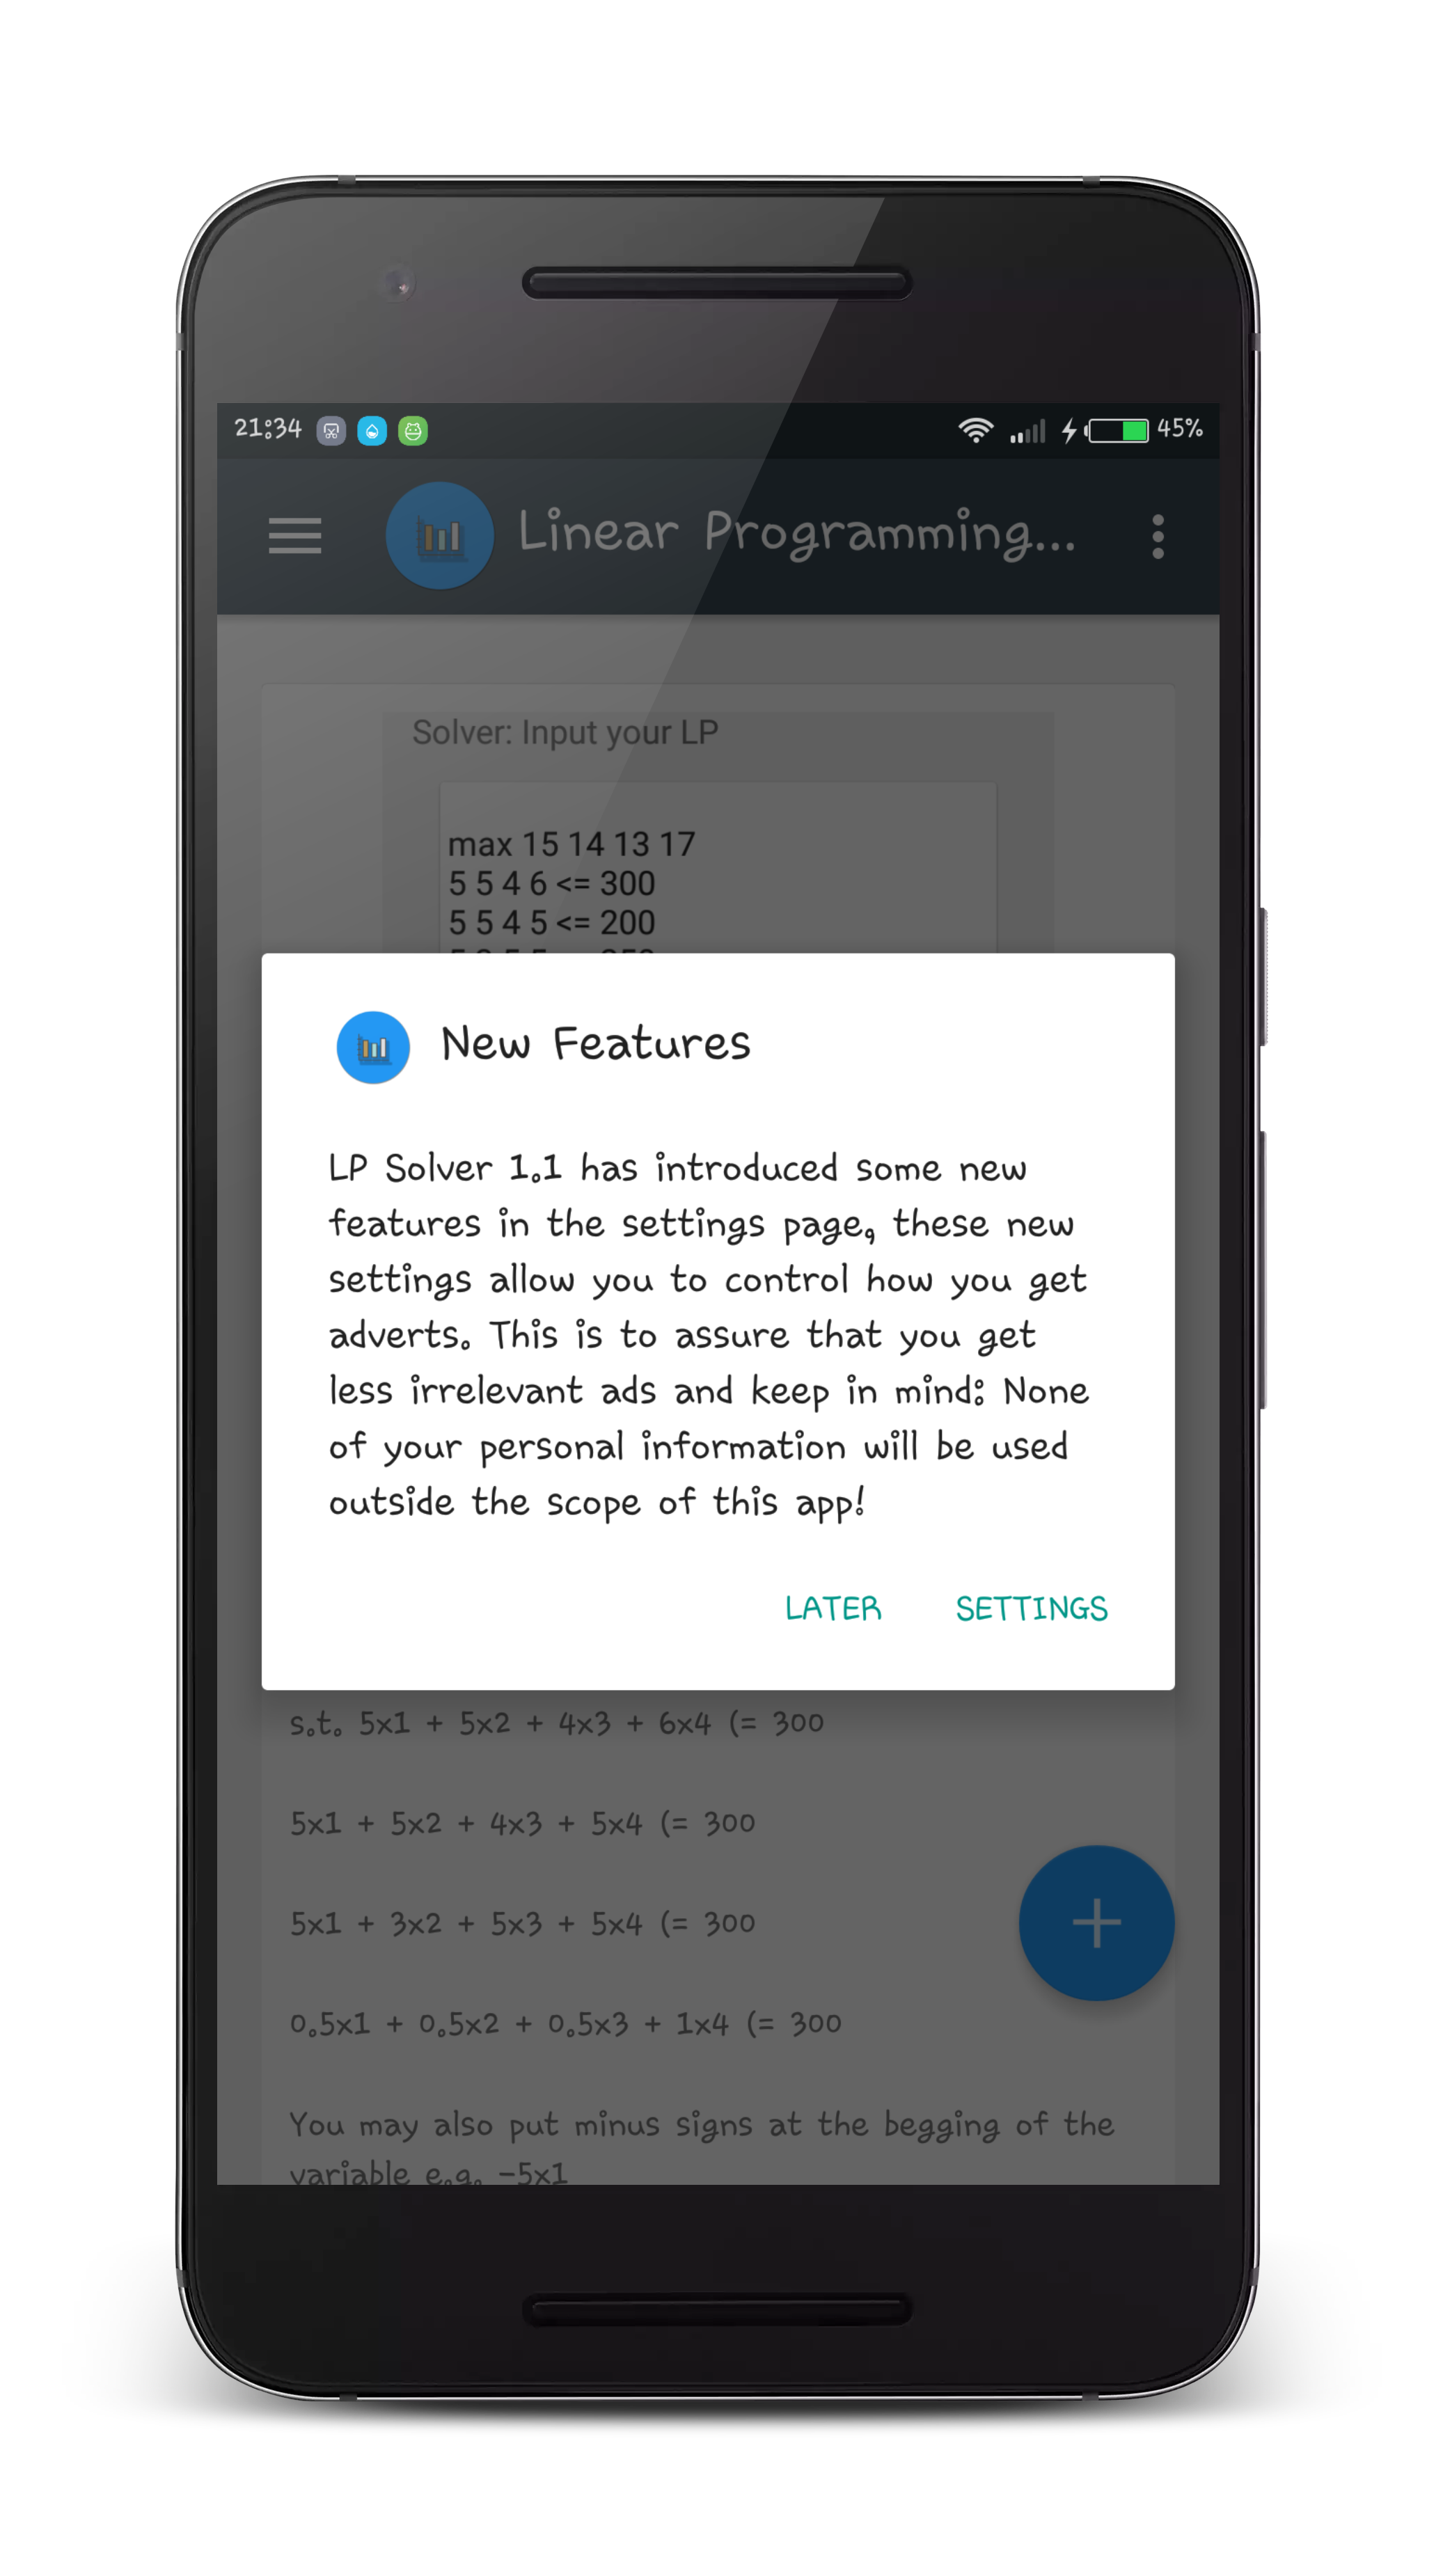 21:34 45%
Linear Programming...
Solver: Input your LP
max 15 14 13 17
5 5 4 6 <= 300
5 5 4 5 <= 200
New Features
LP Solver 1.1 has introduced some new
features in the settings page, these new
settings allow you to control how you get
adverts. This is to assure that you get
less irrelevant ads and keep in mind: None
of your personal information will be used
outside the scope of this app!
LATER SETTINGS
s.t. 5x1 + 5x2 + 4x3 + 6x4 (= 300
5x1 + 5x2 + 4x3 + 5x4 (= 300
5x1 + 3x2 + 5x3 + 5x4 (= 300
0.5x1 + 0.5x2 + 0.5x3 + 1x4 (= 300
You may also put minus signs at the begging of the
variable e.g. -5x1